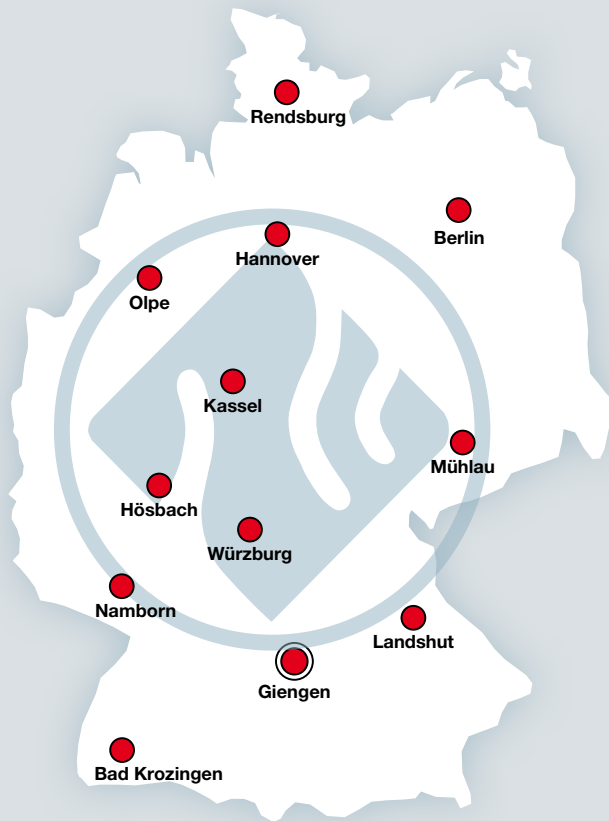 Rendsburg
Berlin
Hannover
Olpe
Kassel
Mühlau
Hösbach
Würzburg
Namborn
Landshut
Giengen
Bad Krozingen